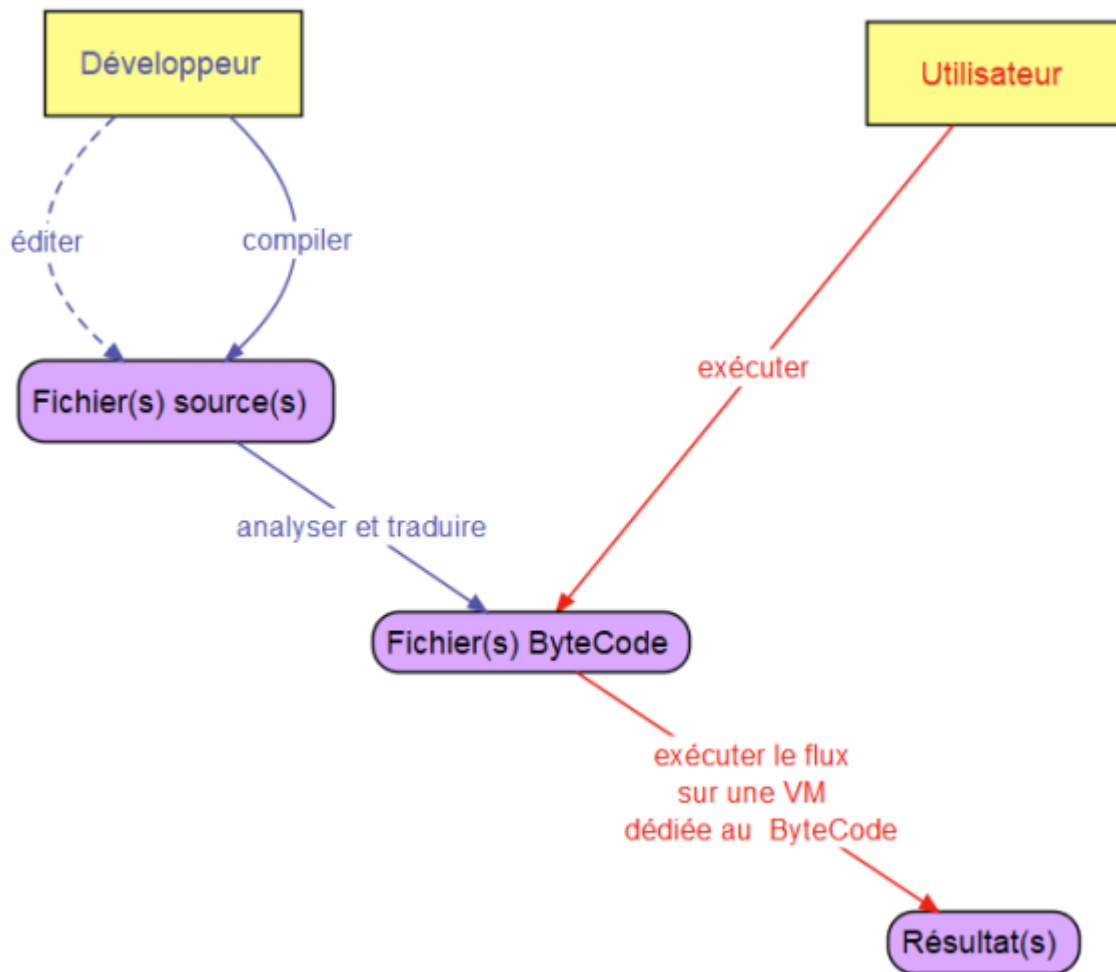 Développeur
Utilisateur
éditer
compiler
exécuter
Fichier(s) source(s)
analyser et traduire
Fichier(s) ByteCode
exécuter le flux
sur une VM
dédiée au ByteCode
Résultat(s)